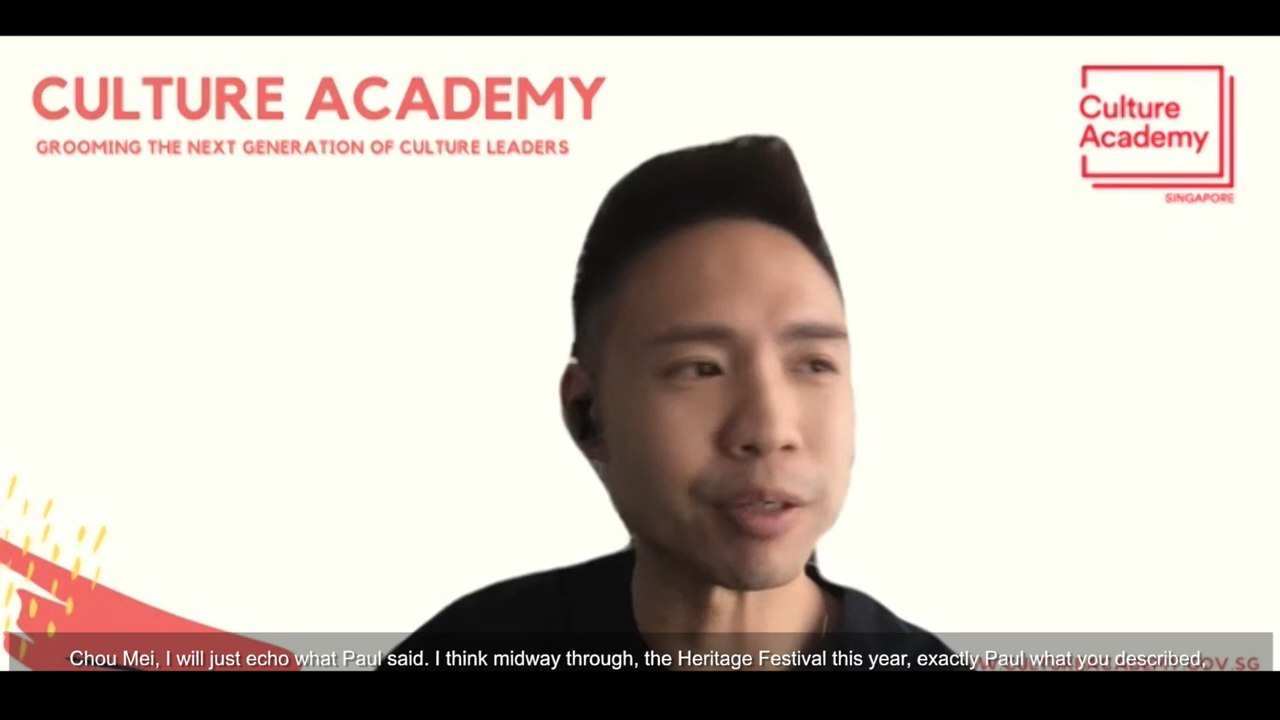 CULTURE ACADEMY
GROOMING THE NEXT GENERATION OF CULTURE LEADERS
Culture
Academy
SINGAPORE
Chou Mei, I will just echo what Paul said. I think midway through, the Heritage Festival this year, exactly Paul what you described,